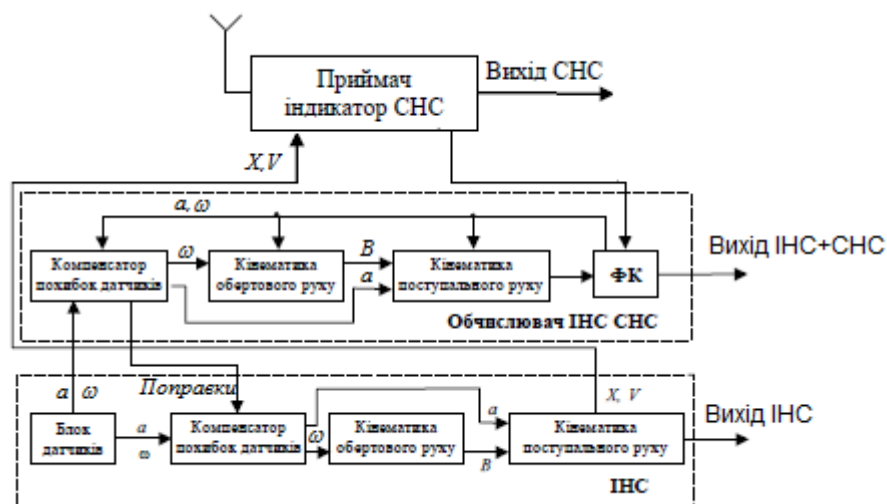 Приймач
індикатор СНС
Вихід СНС
X,V
a, ω
Компенсатор
похибок датчиків
ω
Кінематика
обертового руху
B
a
Кінематика
поступального руху
ФК
Вихід ІНС+СНС
Обчислювач ІНС СНС
a ω
Поправки
X, V
Блок
датчиків
a
ω
Компенсатор
похибок датчиків
ω
Кінематика
обертового руху
a
B
Кінематика
поступального руху
Вихід ІНС
ІНС